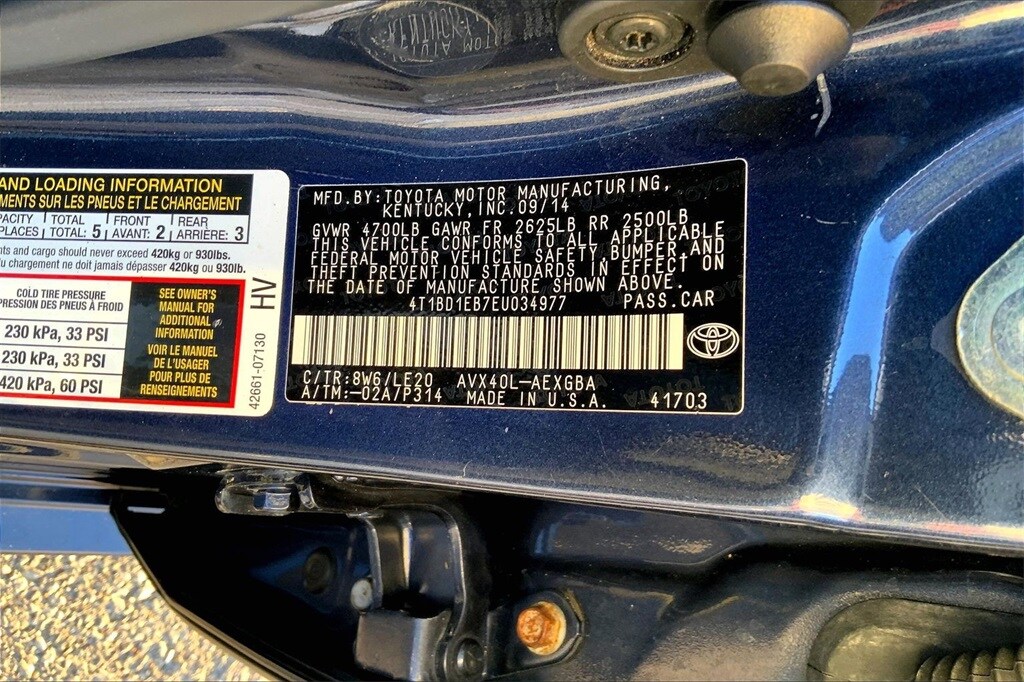 AND LOADING INFORMATION
MENTS SUR LES PNEUS ET LE CHARGEMENT
PACITY TOTAL FRONT REAR
PLACES TOTAL: 5 AVANT: 2 ARRIÈRE: 3
nts and cargo should never exceed 420kg or 930lbs.
u chargement ne doit jamais dépasser 420kg ou 930lb.
COLD TIRE PRESSURE
PRESSION DES PNEUS À FROID
230 kPa, 33 PSI
230 kPa, 33 PSI
420 kPa, 60 PSI
SEE OWNER'S
MANUAL FOR
ADDITIONAL
INFORMATION
VOIR LE MANUEL
DE L'USAGER
POUR PLUS DE
RENSEIGNEMENTS
HV
42661-07130
MFD.BY:TOYOTA MOTOR MANUFACTURING,
KENTUCKY,INC.09/14
GVWR 4700LB GAWR FR 2625LB RR 2500LB
THIS VEHICLE CONFORMS TO ALL APPLICABLE
FEDERAL MOTOR VEHICLE SAFETY,BUMPER,AND
THEFT PREVENTION STANDARDS IN EFFECT ON
THE DATE OF MANUFACTURE SHOWN ABOVE.
4T1BD1EB7EU034977 PASS.CAR
C/TR:8W6/LE20 AVX40L-AEXGBA
A/TM:-02A/P314 MADE IN U.S.A. 41703